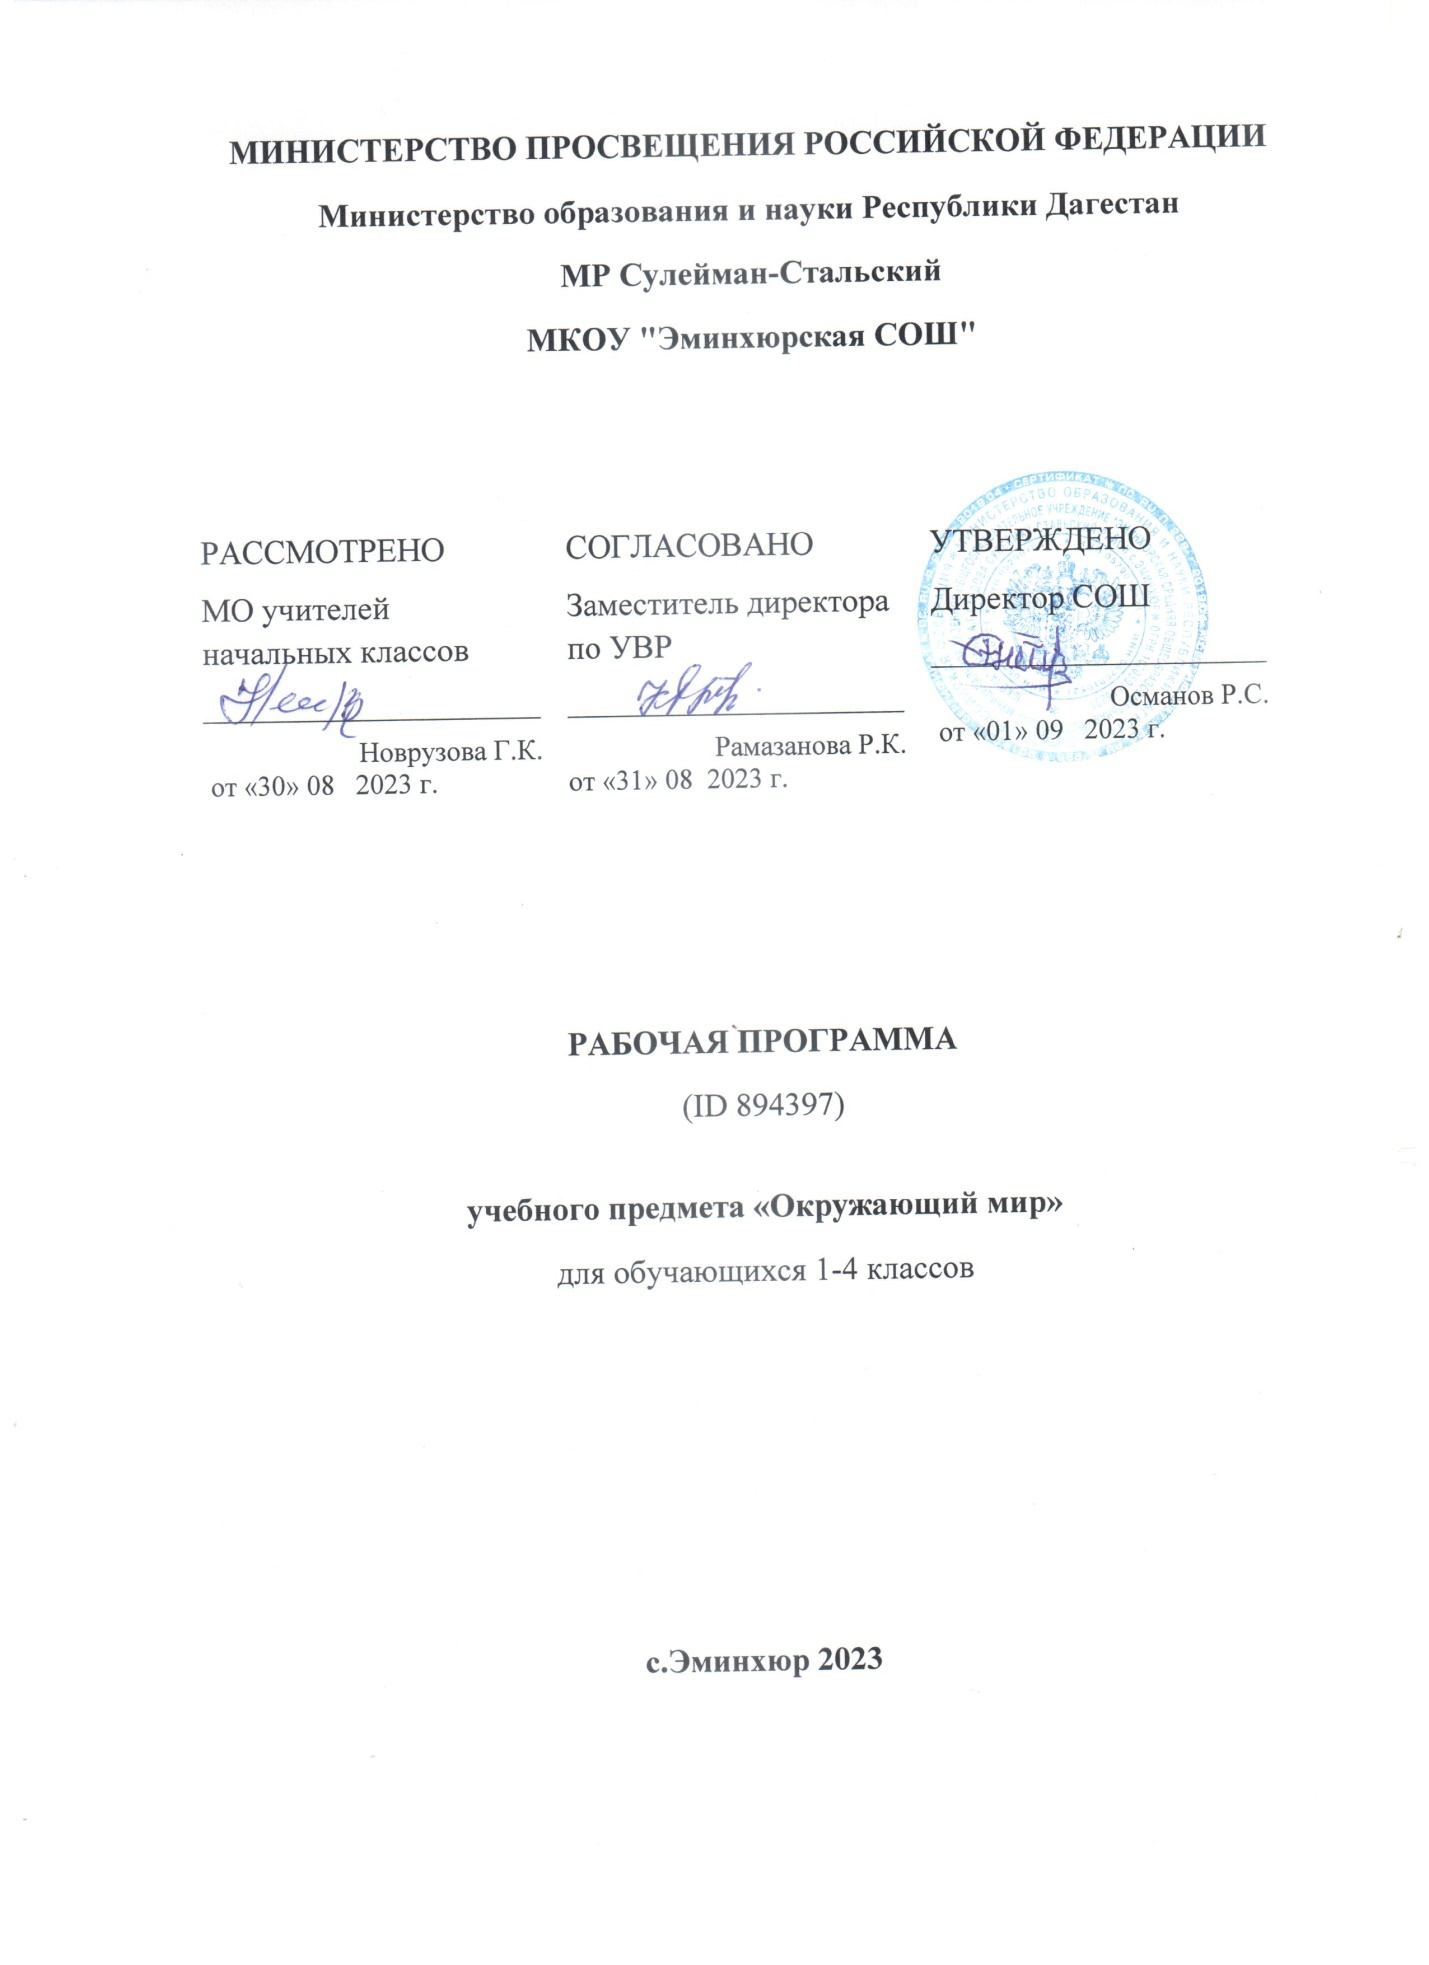 МИНИСТЕРСТВО ПРОСВЕЩЕНИЯ РОССИЙСКОЙ ФЕДЕРАЦИИ
Министерство образования и науки Республики Дагестан
МР Сулейман-Стальский
МКОУ "Эминхюрская СОШ"
РАССМОТРЕНО
МО учителей
начальных классов
Новрузова Г.К.
от «30» 08 2023 г.
СОГЛАСОВАНО
Заместитель директора
по УВР
Рамазанова Р.К.
от «31» 08 2023 г.
УТВЕРЖДЕНО
Директор СОШ
Османов Р.С.
от «01» 09 2023 г.
РАБОЧАЯ ПРОГРАММА
(ID 894397)
учебного предмета «Окружающий мир»
для обучающихся 1-4 классов
с.Эминхюр 2023